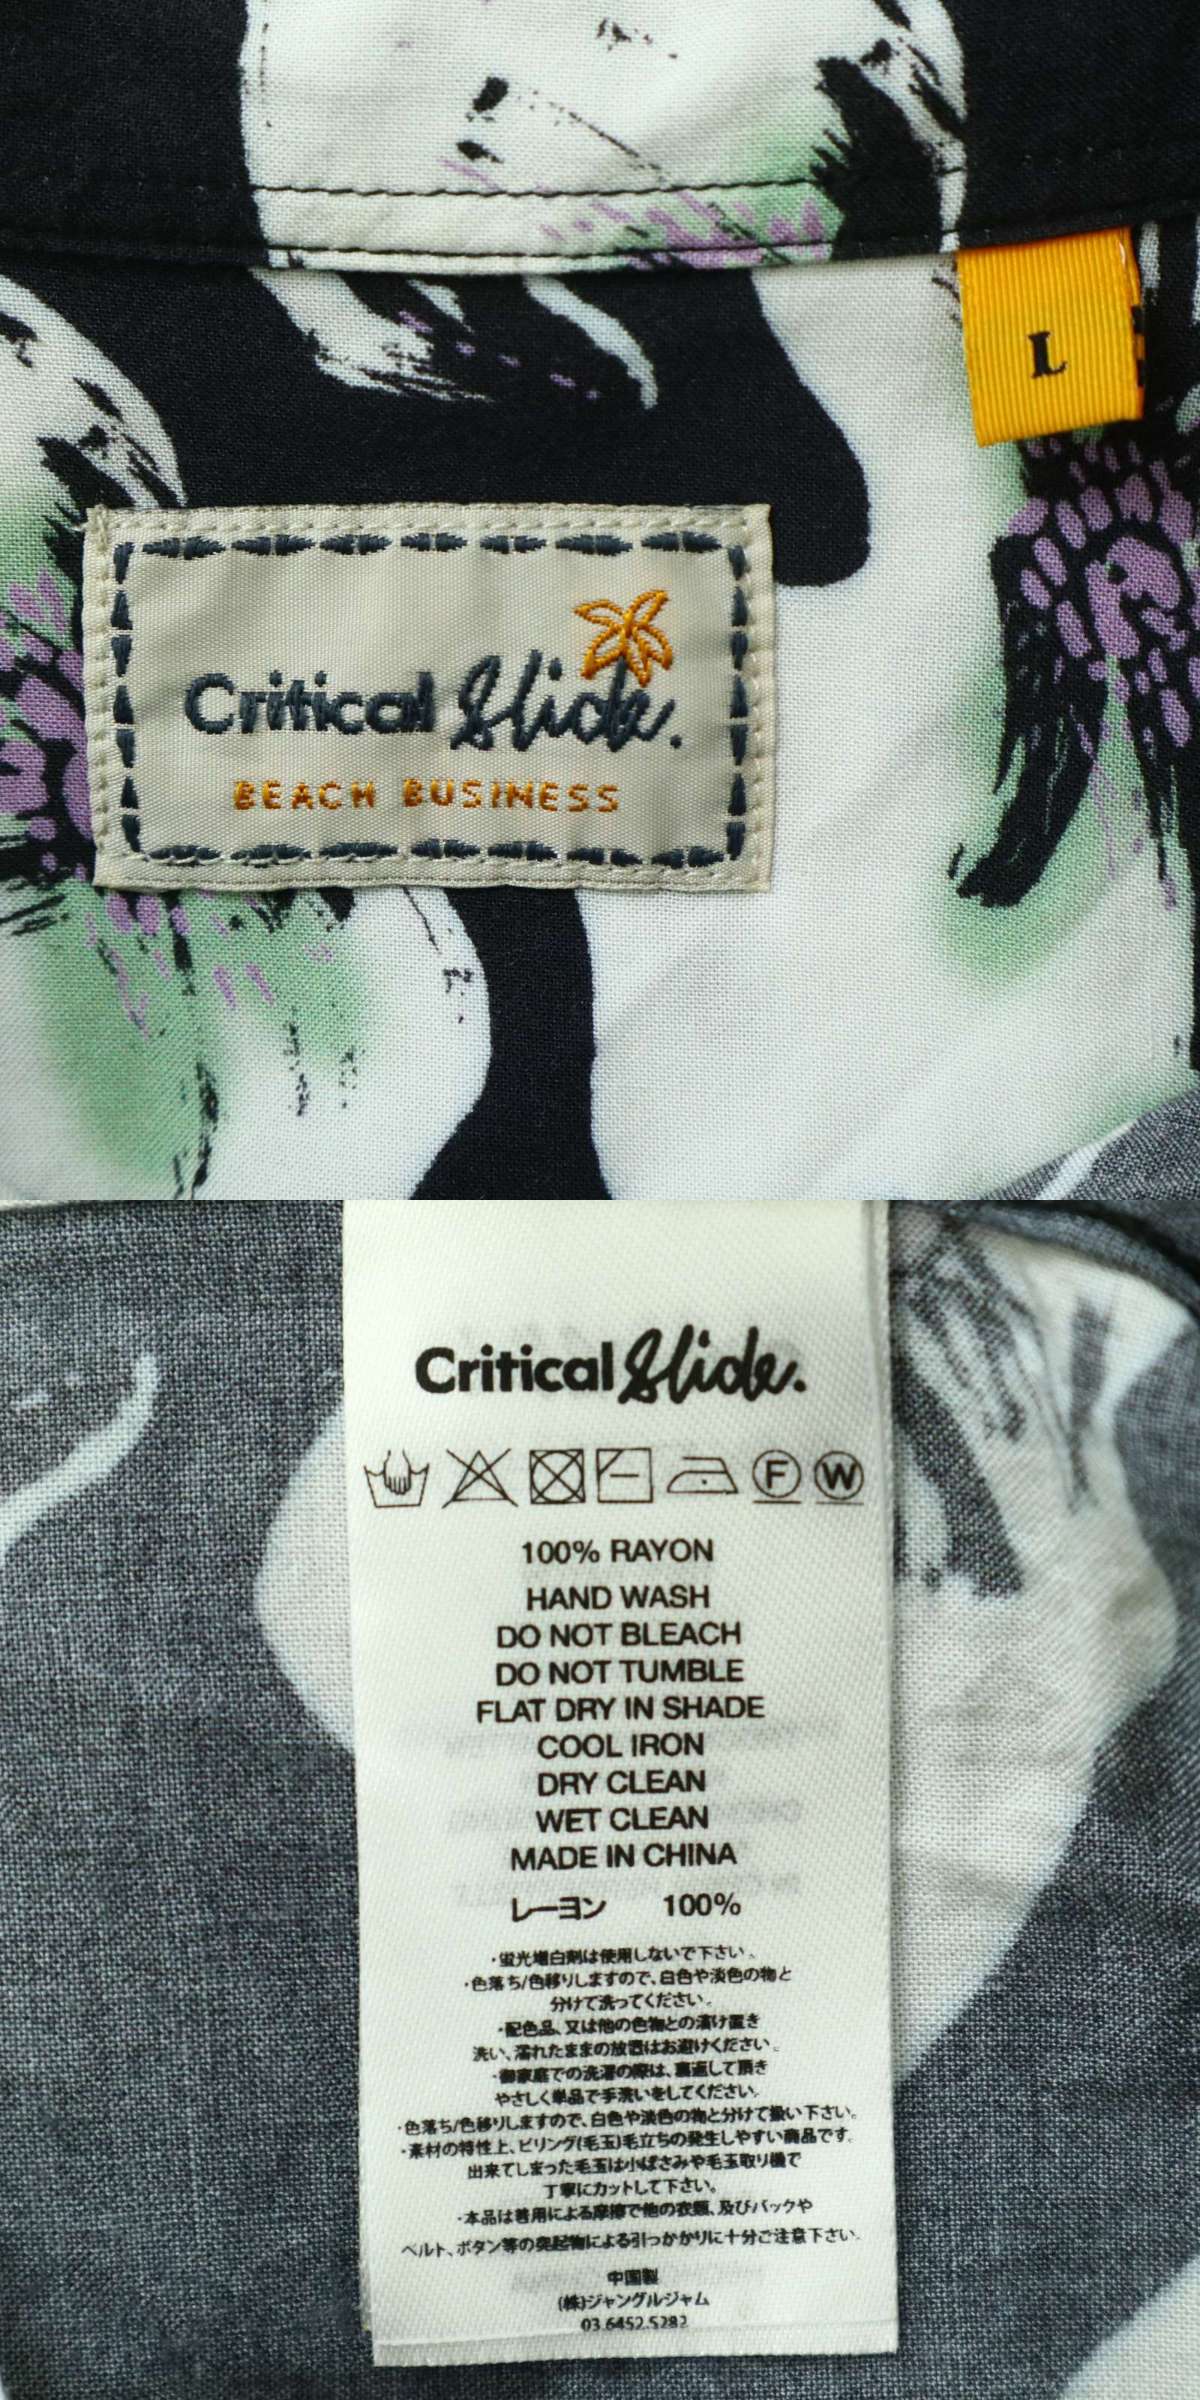 L
Critical Slide.
BEACH BUSINESS
Critical Slide.
F W
100% RAYON
HAND WASH
DO NOT BLEACH
DO NOT TUMBLE
FLAT DRY IN SHADE
COOL IRON
DRY CLEAN
WET CLEAN
MADE IN CHINA
レーヨン 100%
・蛍光増白剤は使用しないで下さい。
・色落ち/色移りしますので、白色や淡色の物と
分けて洗ってください。
・配色品、又は他の色物との漬け置き
洗い、濡れたままの放置はお避けください。
・御家庭での洗濯の際は、裏返して頂き
やさしく単品で手洗いをしてください。
・色落ち/色移りしますので、白色や淡色の物と分けて扱い下さい。
・素材の特性上、ピリング(毛玉)毛立ちの発生しやすい商品です。
出来てしまった毛玉は小ばさみや毛玉取り機で
丁寧にカットして下さい。
・本品は着用による摩擦で他の衣類、及びバックや
ベルト、ボタン等の突起物による引っかかりに十分ご注意下さい。
中国製
(株)ジャングルジャム
03.6452.5282